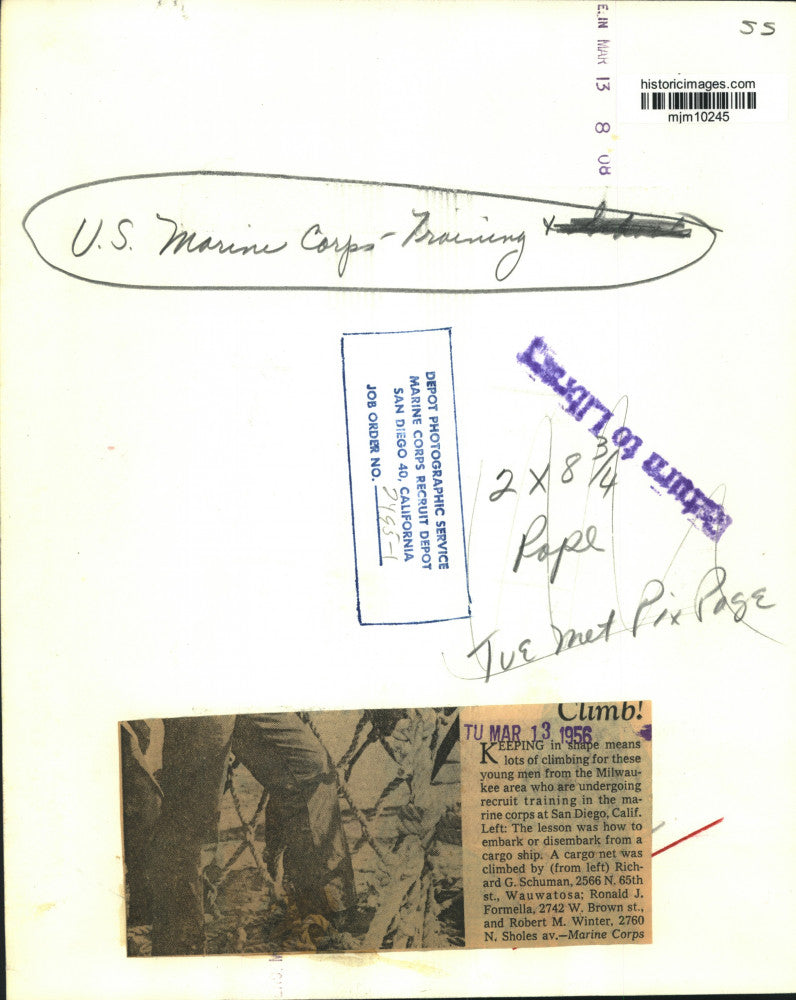 55
E.IN MAR 13 8 08
historicimages.com
mjm10245
U.S. Marine Corps - Training +
DEPOT PHOTOGRAPHIC SERVICE
MARINE CORPS RECRUIT DEPOT
SAN DIEGO 40, CALIFORNIA
JOB ORDER NO. 2495-1
Return to Library
2 x 8 3/4
Pope
Tue Met Pix Page
Climb!
TU MAR 13 1956
KEEPING in shape means
lots of climbing for these
young men from the Milwau-
kee area who are undergoing
recruit training in the ma-
rine corps at San Diego, Calif.
Left: The lesson was how to
embark or disembark from a
cargo ship. A cargo net was
climbed by (from left) Rich-
ard G. Schuman, 2566 N. 65th
st., Wauwatosa; Ronald J.
Formella, 2742 W. Brown st.,
and Robert M. Winter, 2760
N. Sholes av.—Marine Corps